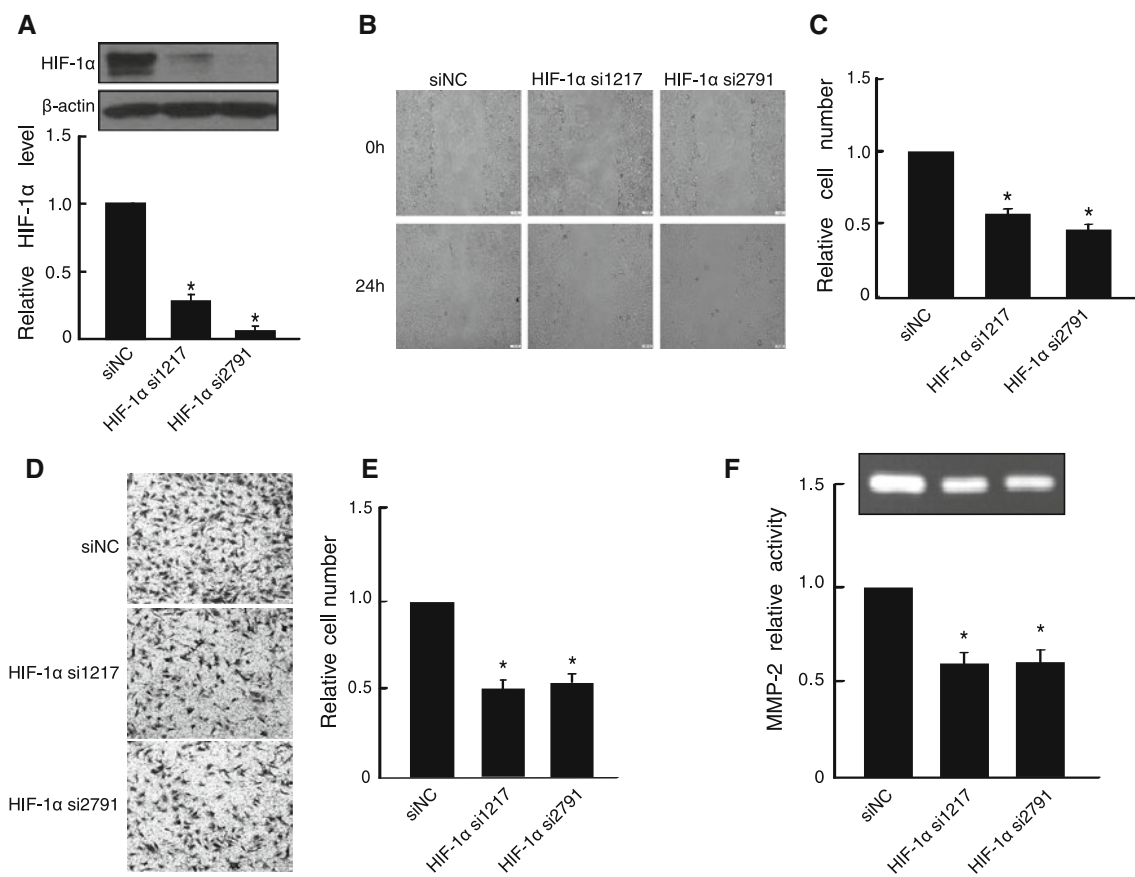 A
HIF-1α
β-actin
Relative HIF-1α level
1.5
1.0
0.5
0
*
*
siNC
HIF-1α si1217
HIF-1α si2791
B
siNC
HIF-1α si1217
HIF-1α si2791
0h
24h
C
Relative cell number
1.5
1.0
0.5
0
*
*
siNC
HIF-1α si1217
HIF-1α si2791
D
siNC
HIF-1α si1217
HIF-1α si2791
E
Relative cell number
1.5
1.0
0.5
0
*
*
siNC
HIF-1α si1217
HIF-1α si2791
F
MMP-2 relative activity
1.5
1.0
0.5
0
*
*
siNC
HIF-1α si1217
HIF-1α si2791